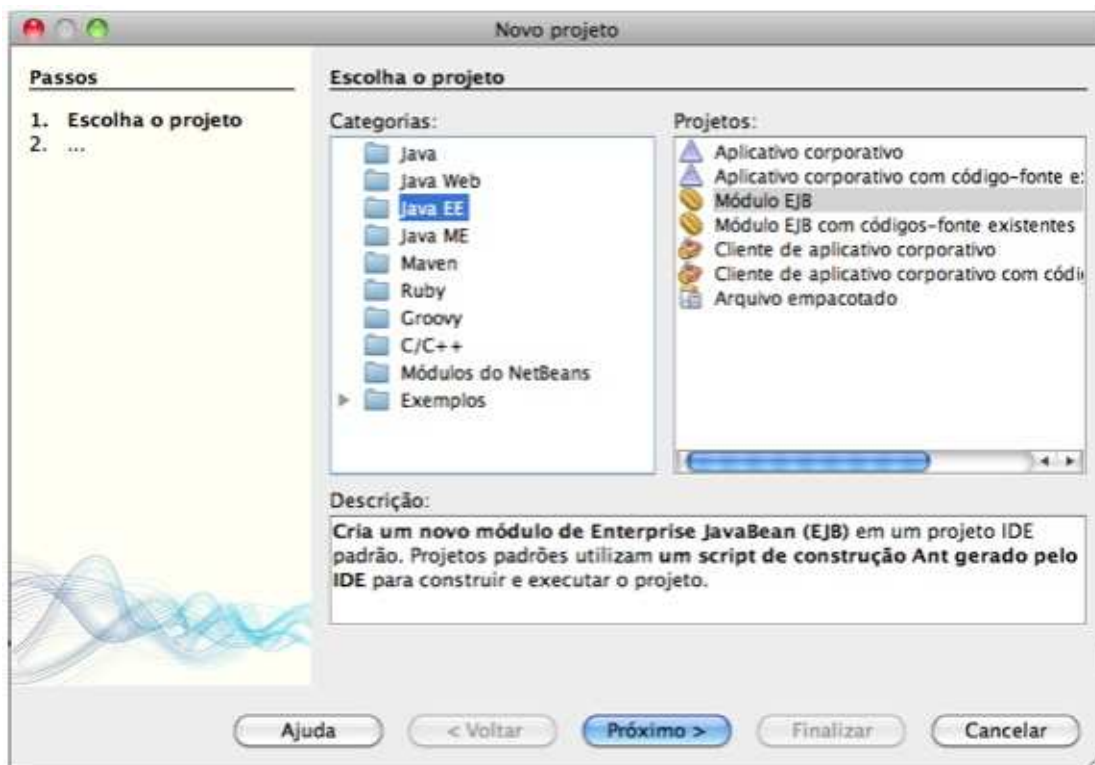 Novo projeto
Passos
1. Escolha o projeto
2. ...
Escolha o projeto
Categorias:
Java
Java Web
Java EE
Java ME
Maven
Ruby
Groovy
C/C++
Módulos do NetBeans
Exemplos
Projetos:
Aplicativo corporativo
Aplicativo corporativo com código-fonte e
Módulo EJB
Módulo EJB com códigos-fonte existentes
Cliente de aplicativo corporativo
Cliente de aplicativo corporativo com códi
Arquivo empacotado
Descrição:
Cria um novo módulo de Enterprise JavaBean (EJB) em um projeto IDE
padrão. Projetos padrões utilizam um script de construção Ant gerado pelo
IDE para construir e executar o projeto.
Ajuda
< Voltar
Próximo >
Finalizar
Cancelar